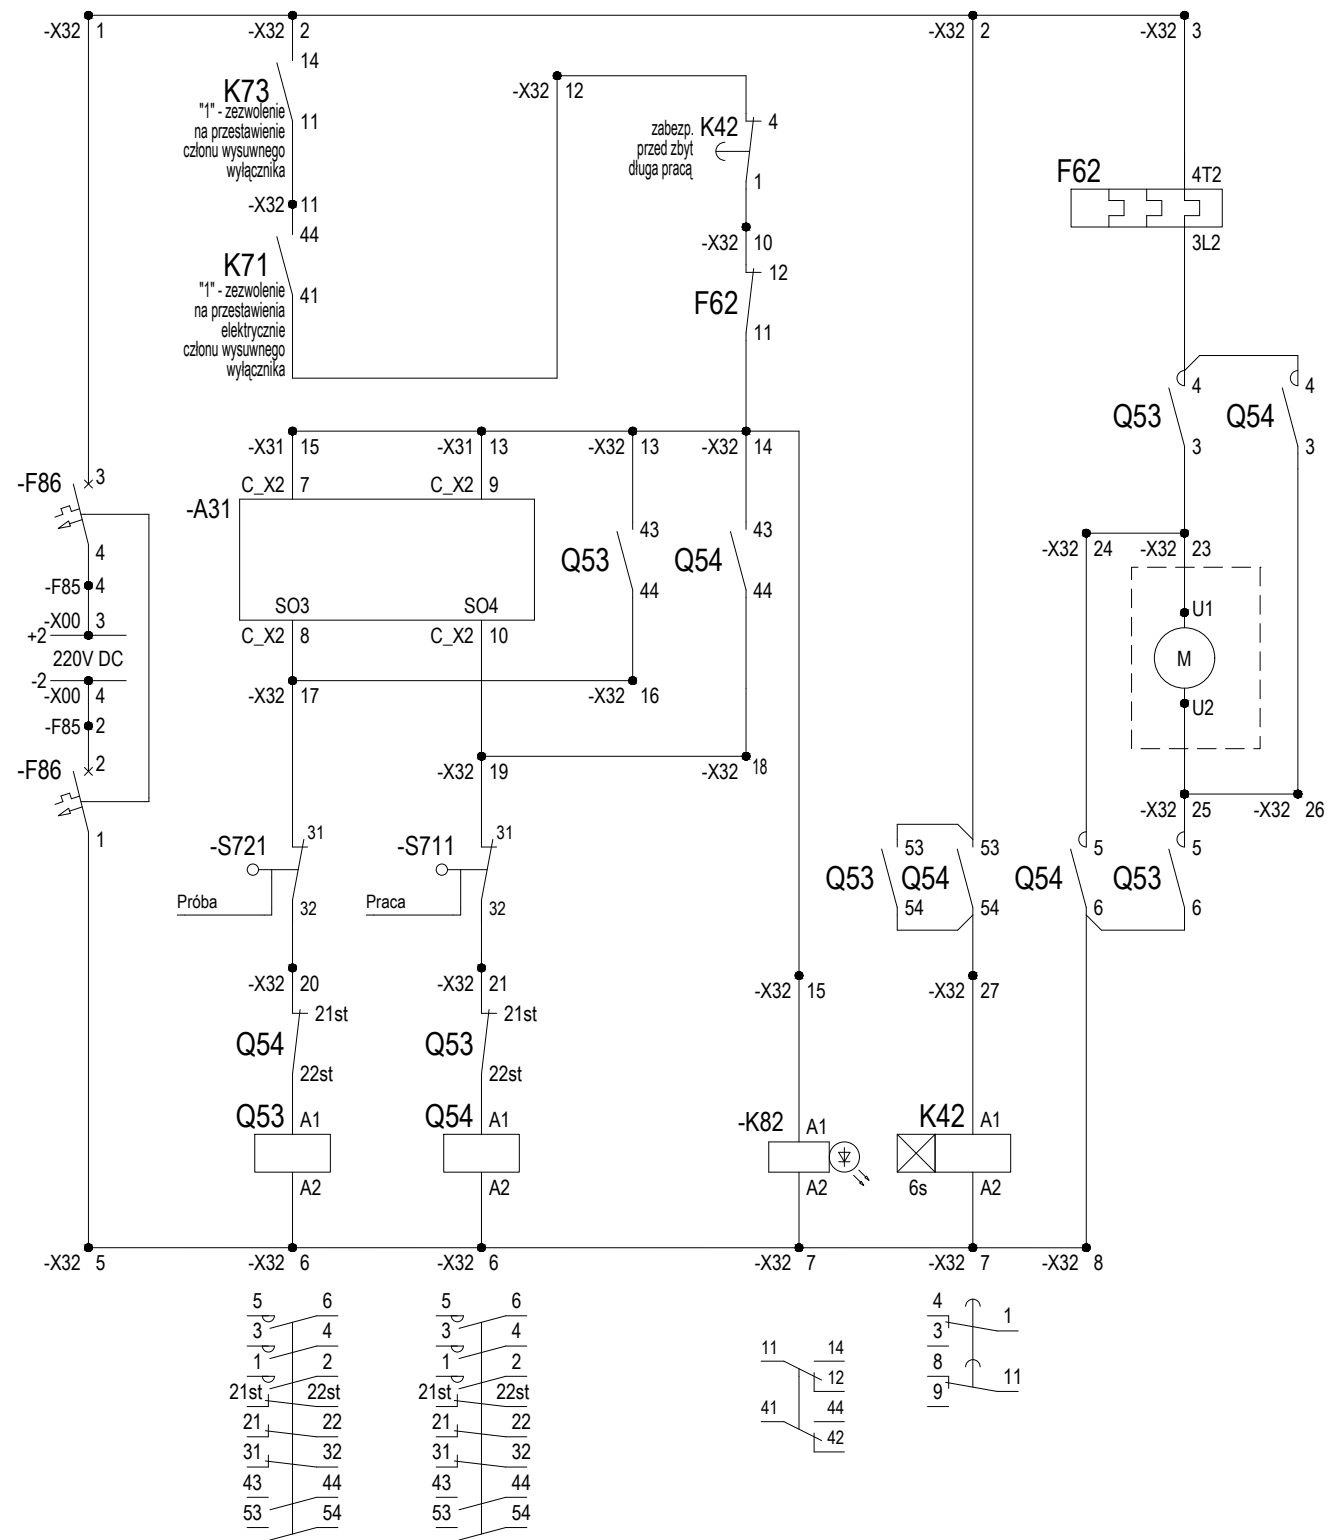 -X32 1
-X32 2
-X32 2
-X32 3
14
K73
11
"1" - zezwolenie
na przestawienie
członu wysuwnego
wyłącznika
-X32 11
44
K71
41
"1" - zezwolenie
na przestawienia
elektrycznie
członu wysuwnego
wyłącznika
-X32 12
zabezp.
przed zbyt
długa pracą
K42
4
1
-X32 10
12
F62
11
F62
4T2
3L2
4
Q53
3
4
Q54
3
-X31 15
-X31 13
-X32 13
-X32 14
C_X2 7
C_X2 9
-A31
SO3
SO4
C_X2 8
C_X2 10
43
Q53
44
43
Q54
44
-F86
3
4
-F85 4
-X00 3
+2
220V DC
-2
-X00 4
-F85 2
-F86
2
1
-X32 24
-X32 23
U1
M
U2
-X32 17
-X32 16
-X32 19
-X32 18
-X32 25
-X32 26
-S721
31
Próba
32
-S711
31
Praca
32
Q53
53
54
Q54
53
54
Q54
5
6
Q53
5
6
-X32 20
-X32 21
-X32 15
-X32 27
Q54
21st
22st
Q53
21st
22st
Q53
A1
A2
Q54
A1
A2
-K82
A1
A2
K42
A1
6s
A2
-X32 5
-X32 6
-X32 6
-X32 7
-X32 7
-X32 8
5 6
3 4
1 2
21st 22st
21 22
31 32
43 44
53 54
5 6
3 4
1 2
21st 22st
21 22
31 32
43 44
53 54
11 14
12
41 44
42
4 1
3
8 11
9